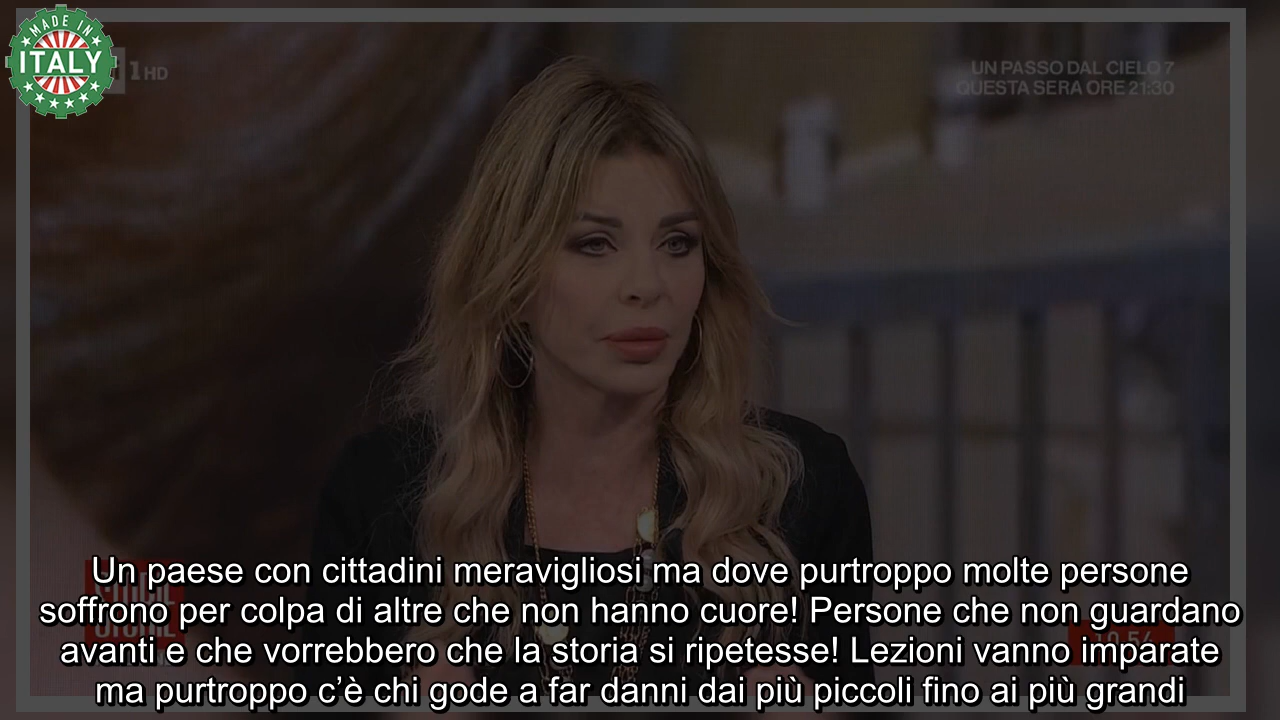 MADE IN
ITALY
1 HD
UN PASSO DAL CIELO 7
QUESTA SERA ORE 21:30
Un paese con cittadini meravigliosi ma dove purtroppo molte persone
soffrono per colpa di altre che non hanno cuore! Persone che non guardano
avanti e che vorrebbero che la storia si ripetesse! Lezioni vanno imparate
ma purtroppo c’è chi gode a far danni dai più piccoli fino ai più grandi